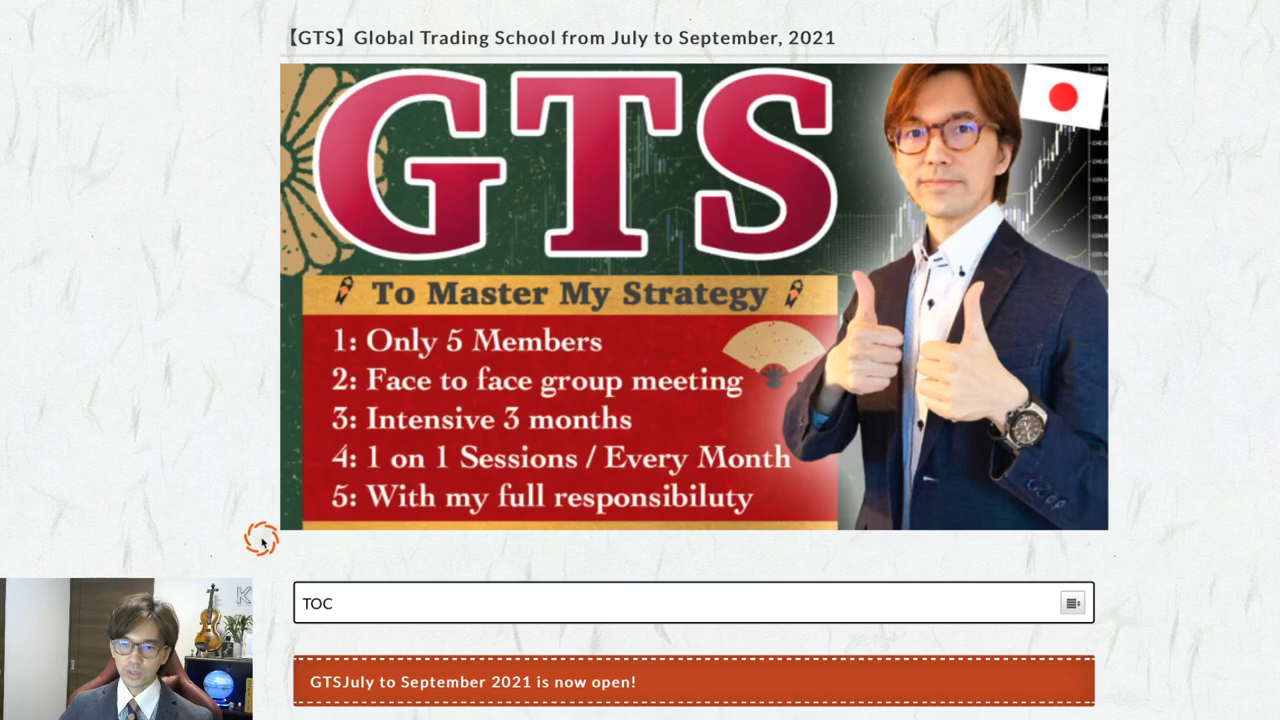 【GTS】Global Trading School from July to September, 2021
GTS
To Master My Strategy
1: Only 5 Members
2: Face to face group meeting
3: Intensive 3 months
4: 1 on 1 Sessions / Every Month
5: With my full responsibiluty
K
TOC
GTSJuly to September 2021 is now open!